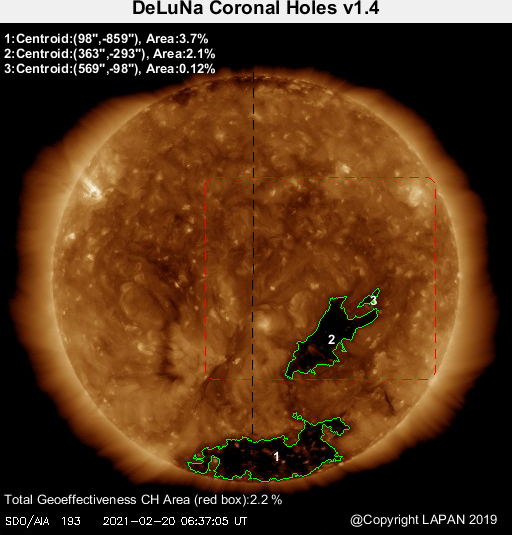 DeLuNa Coronal Holes v1.4
1:Centroid:(98",-859"), Area:3.7%
2:Centroid:(363",-293"), Area:2.1%
3:Centroid:(569",-98"), Area:0.12%
3
2
1
Total Geoeffectiveness CH Area (red box):2.2 %
SDO/AIA 193 2021-02-20 06:37:05 UT
@Copyright LAPAN 2019